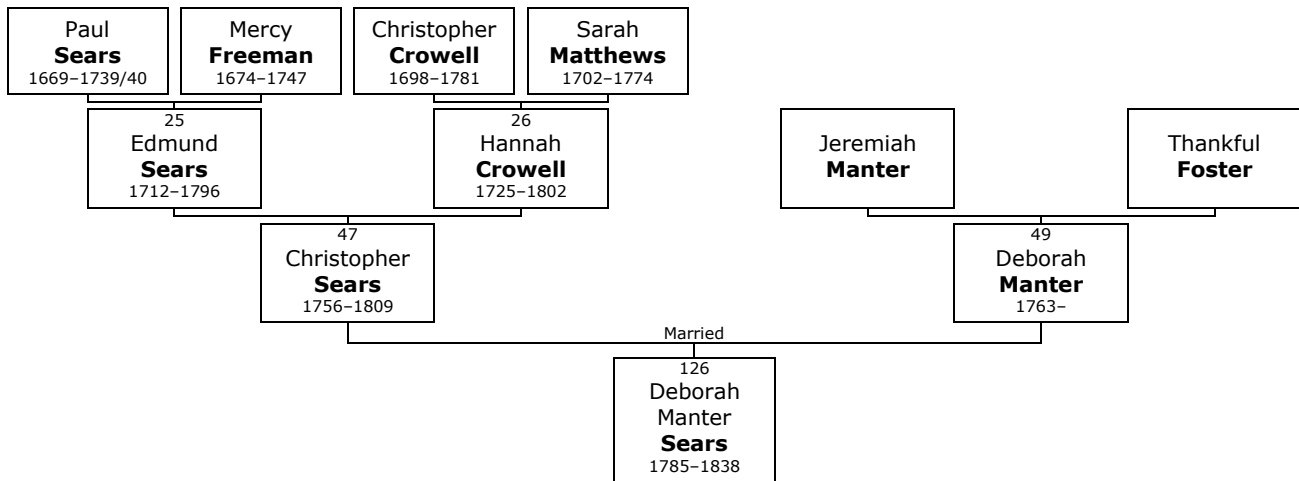 Paul
Sears
1669–1739/40
Mercy
Freeman
1674–1747
Christopher
Crowell
1698–1781
Sarah
Matthews
1702–1774
25
Edmund
Sears
1712–1796
26
Hannah
Crowell
1725–1802
Jeremiah
Manter
Thankful
Foster
47
Christopher
Sears
1756–1809
49
Deborah
Manter
1763–
Married
126
Deborah
Manter
Sears
1785–1838